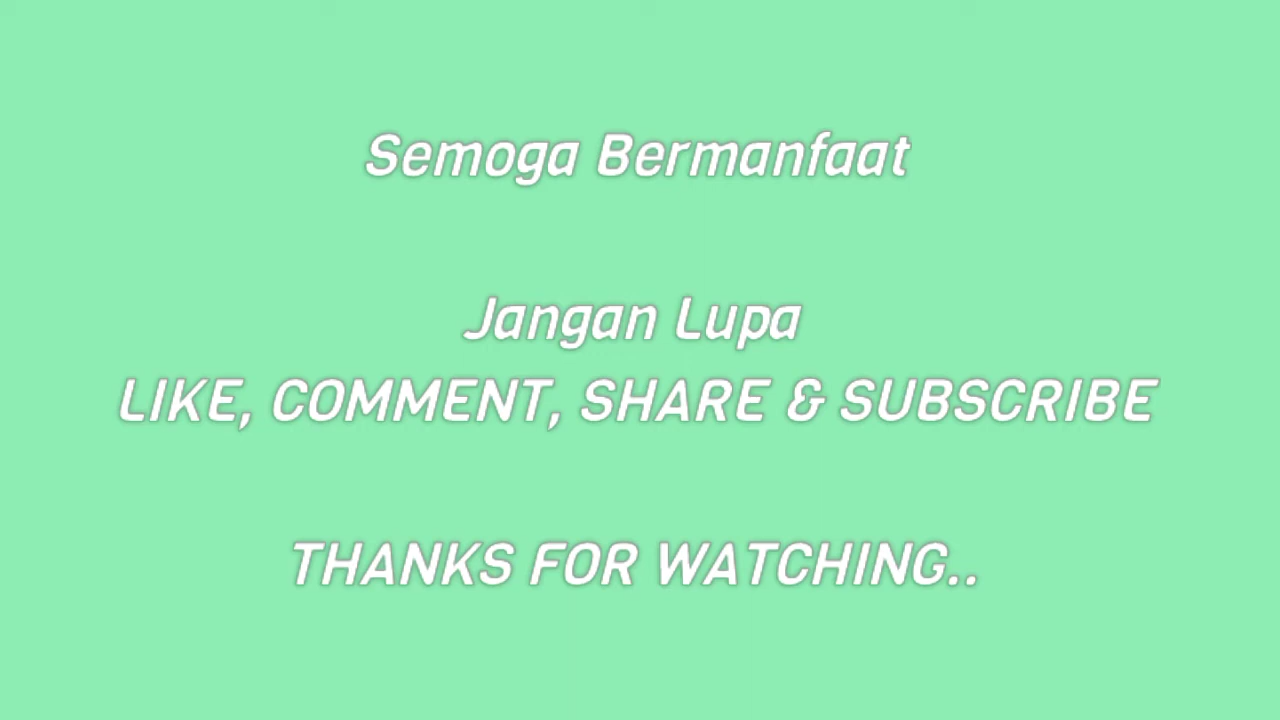 Semoga Bermanfaat
Jangan Lupa
LIKE, COMMENT, SHARE & SUBSCRIBE
THANKS FOR WATCHING..